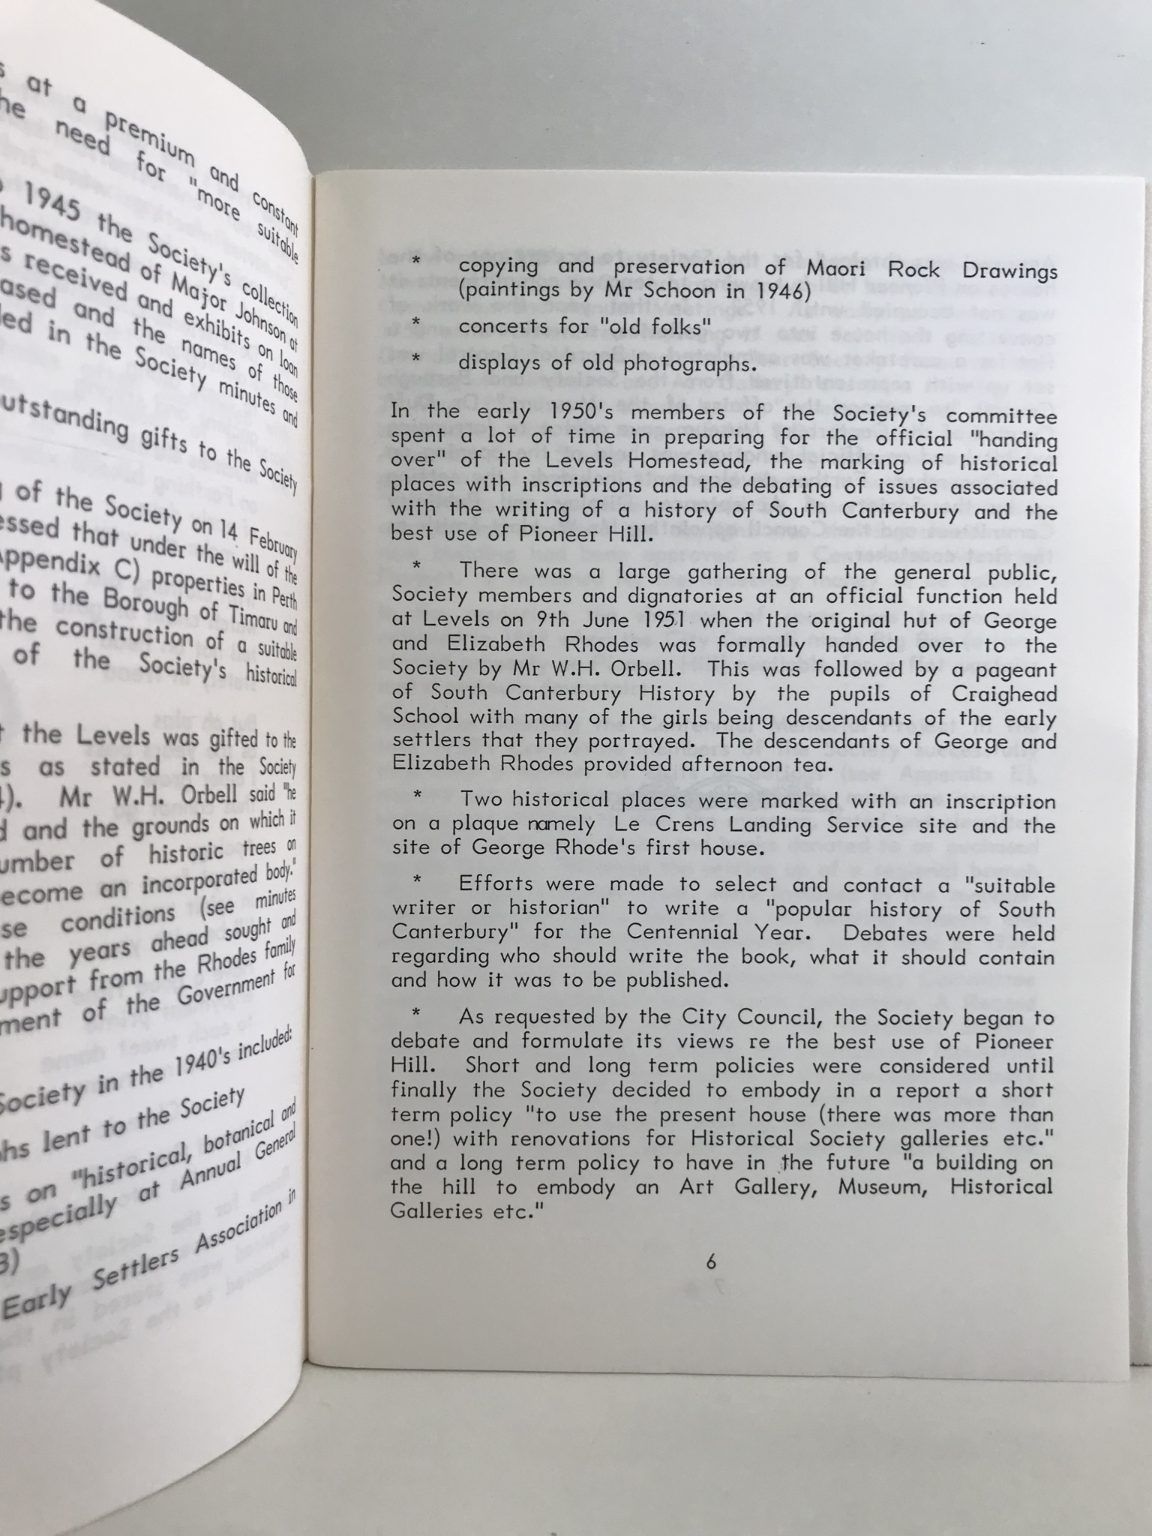 at a premium and constant
need for "more suitable
1945 the Society's collection
homestead of Major Johnson at
received and exhibits on loan
and the names of those
in the Society minutes and
outstanding gifts to the Society
of the Society on 14 February
that under the will of the
Appendix C) properties in Perth
to the Borough of Timaru and
the construction of a suitable
of the Society's historical
the Levels was gifted to the
as stated in the Society
Mr W.H. Orbell said "he
and the grounds on which it
number of historic trees on
become an incorporated body."
conditions (see minutes
the years ahead sought and
support from the Rhodes family
of the Government for
Society in the 1940's included:
lent to the Society
on "historical, botanical and
especially at Annual General
Early Settlers Association in
* copying and preservation of Maori Rock Drawings
(paintings by Mr Schoon in 1946)
* concerts for "old folks"
* displays of old photographs.
In the early 1950's members of the Society's committee
spent a lot of time in preparing for the official "handing
over" of the Levels Homestead, the marking of historical
places with inscriptions and the debating of issues associated
with the writing of a history of South Canterbury and the
best use of Pioneer Hill.
* There was a large gathering of the general public,
Society members and dignatories at an official function held
at Levels on 9th June 1951 when the original hut of George
and Elizabeth Rhodes was formally handed over to the
Society by Mr W.H. Orbell. This was followed by a pageant
of South Canterbury History by the pupils of Craighead
School with many of the girls being descendants of the early
settlers that they portrayed. The descendants of George and
Elizabeth Rhodes provided afternoon tea.
* Two historical places were marked with an inscription
on a plaque namely Le Crens Landing Service site and the
site of George Rhode's first house.
* Efforts were made to select and contact a "suitable
writer or historian" to write a "popular history of South
Canterbury" for the Centennial Year. Debates were held
regarding who should write the book, what it should contain
and how it was to be published.
* As requested by the City Council, the Society began to
debate and formulate its views re the best use of Pioneer
Hill. Short and long term policies were considered until
finally the Society decided to embody in a report a short
term policy "to use the present house (there was more than
one!) with renovations for Historical Society galleries etc."
and a long term policy to have in the future "a building on
the hill to embody an Art Gallery, Museum, Historical
Galleries etc."
6